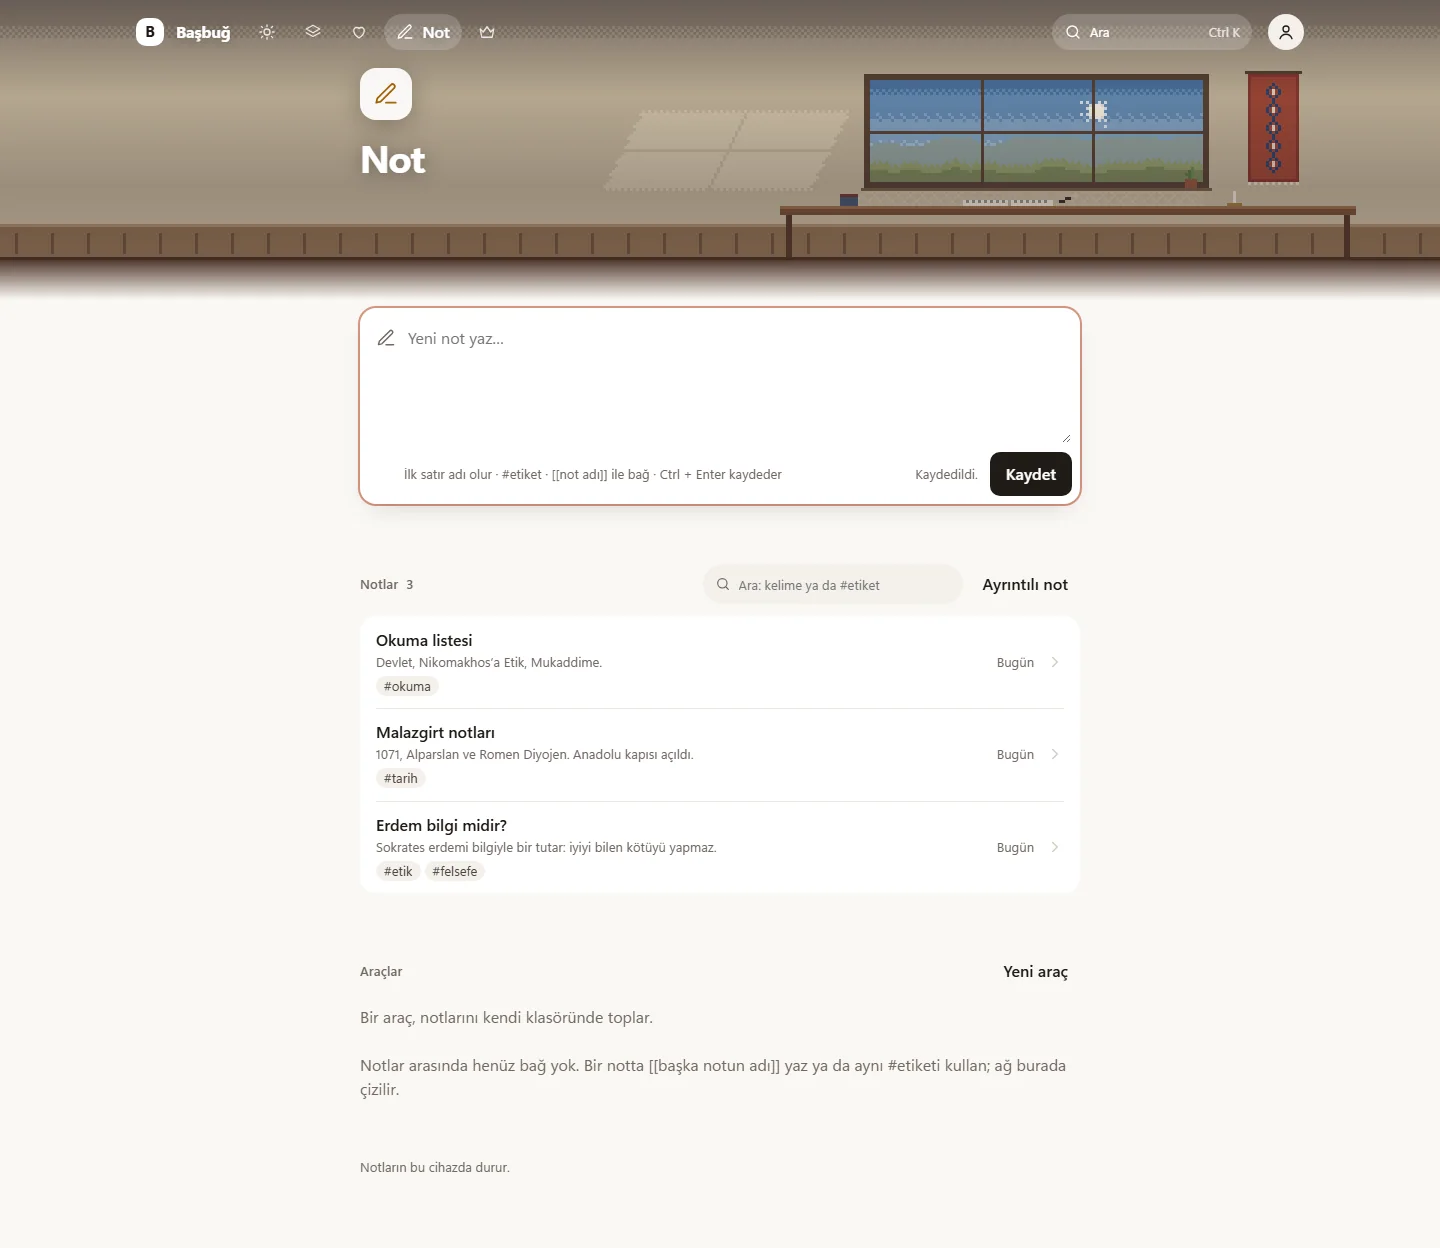 B Başbuğ Not Ara Ctrl K
Not
Yeni not yaz...
İlk satır adı olur · #etiket · [[not adı]] ile bağ · Ctrl + Enter kaydeder Kaydedildi. Kaydet
Notlar 3 Ara: kelime ya da #etiket Ayrıntılı not
Okuma listesi
Devlet, Nikomakhos'a Etik, Mukaddime. Bugün
#okuma
Malazgirt notları
1071, Alparslan ve Romen Diyojen. Anadolu kapısı açıldı. Bugün
#tarih
Erdem bilgi midir?
Sokrates erdemi bilgiyle bir tutar: iyiyi bilen kötüyü yapmaz. Bugün
#etik #felsefe
Araçlar Yeni araç
Bir araç, notlarını kendi klasöründe toplar.
Notlar arasında henüz bağ yok. Bir notta [[başka notun adı]] yaz ya da aynı #etiketi kullan; ağ burada
çizilir.
Notların bu cihazda durur.